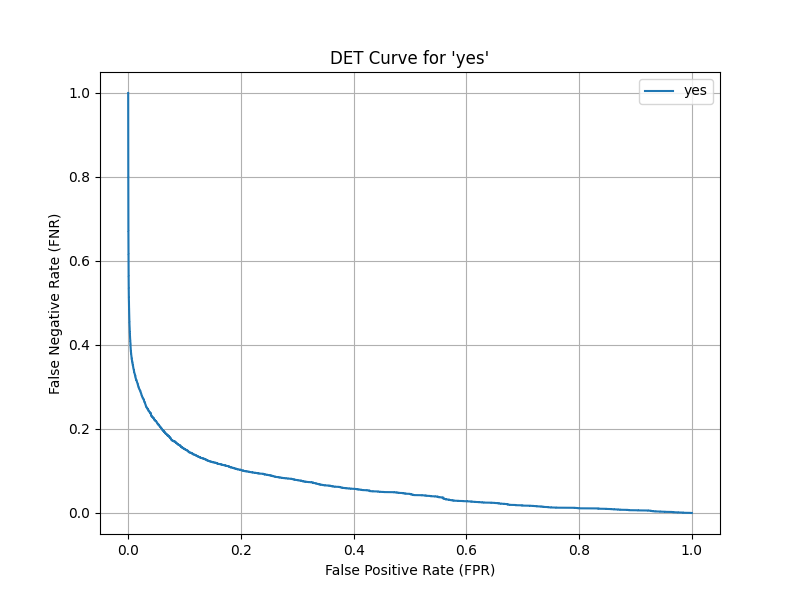 DET Curve for 'yes'
yes
False Negative Rate (FNR)
1.0
0.8
0.6
0.4
0.2
0.0
0.0 0.2 0.4 0.6 0.8 1.0
False Positive Rate (FPR)